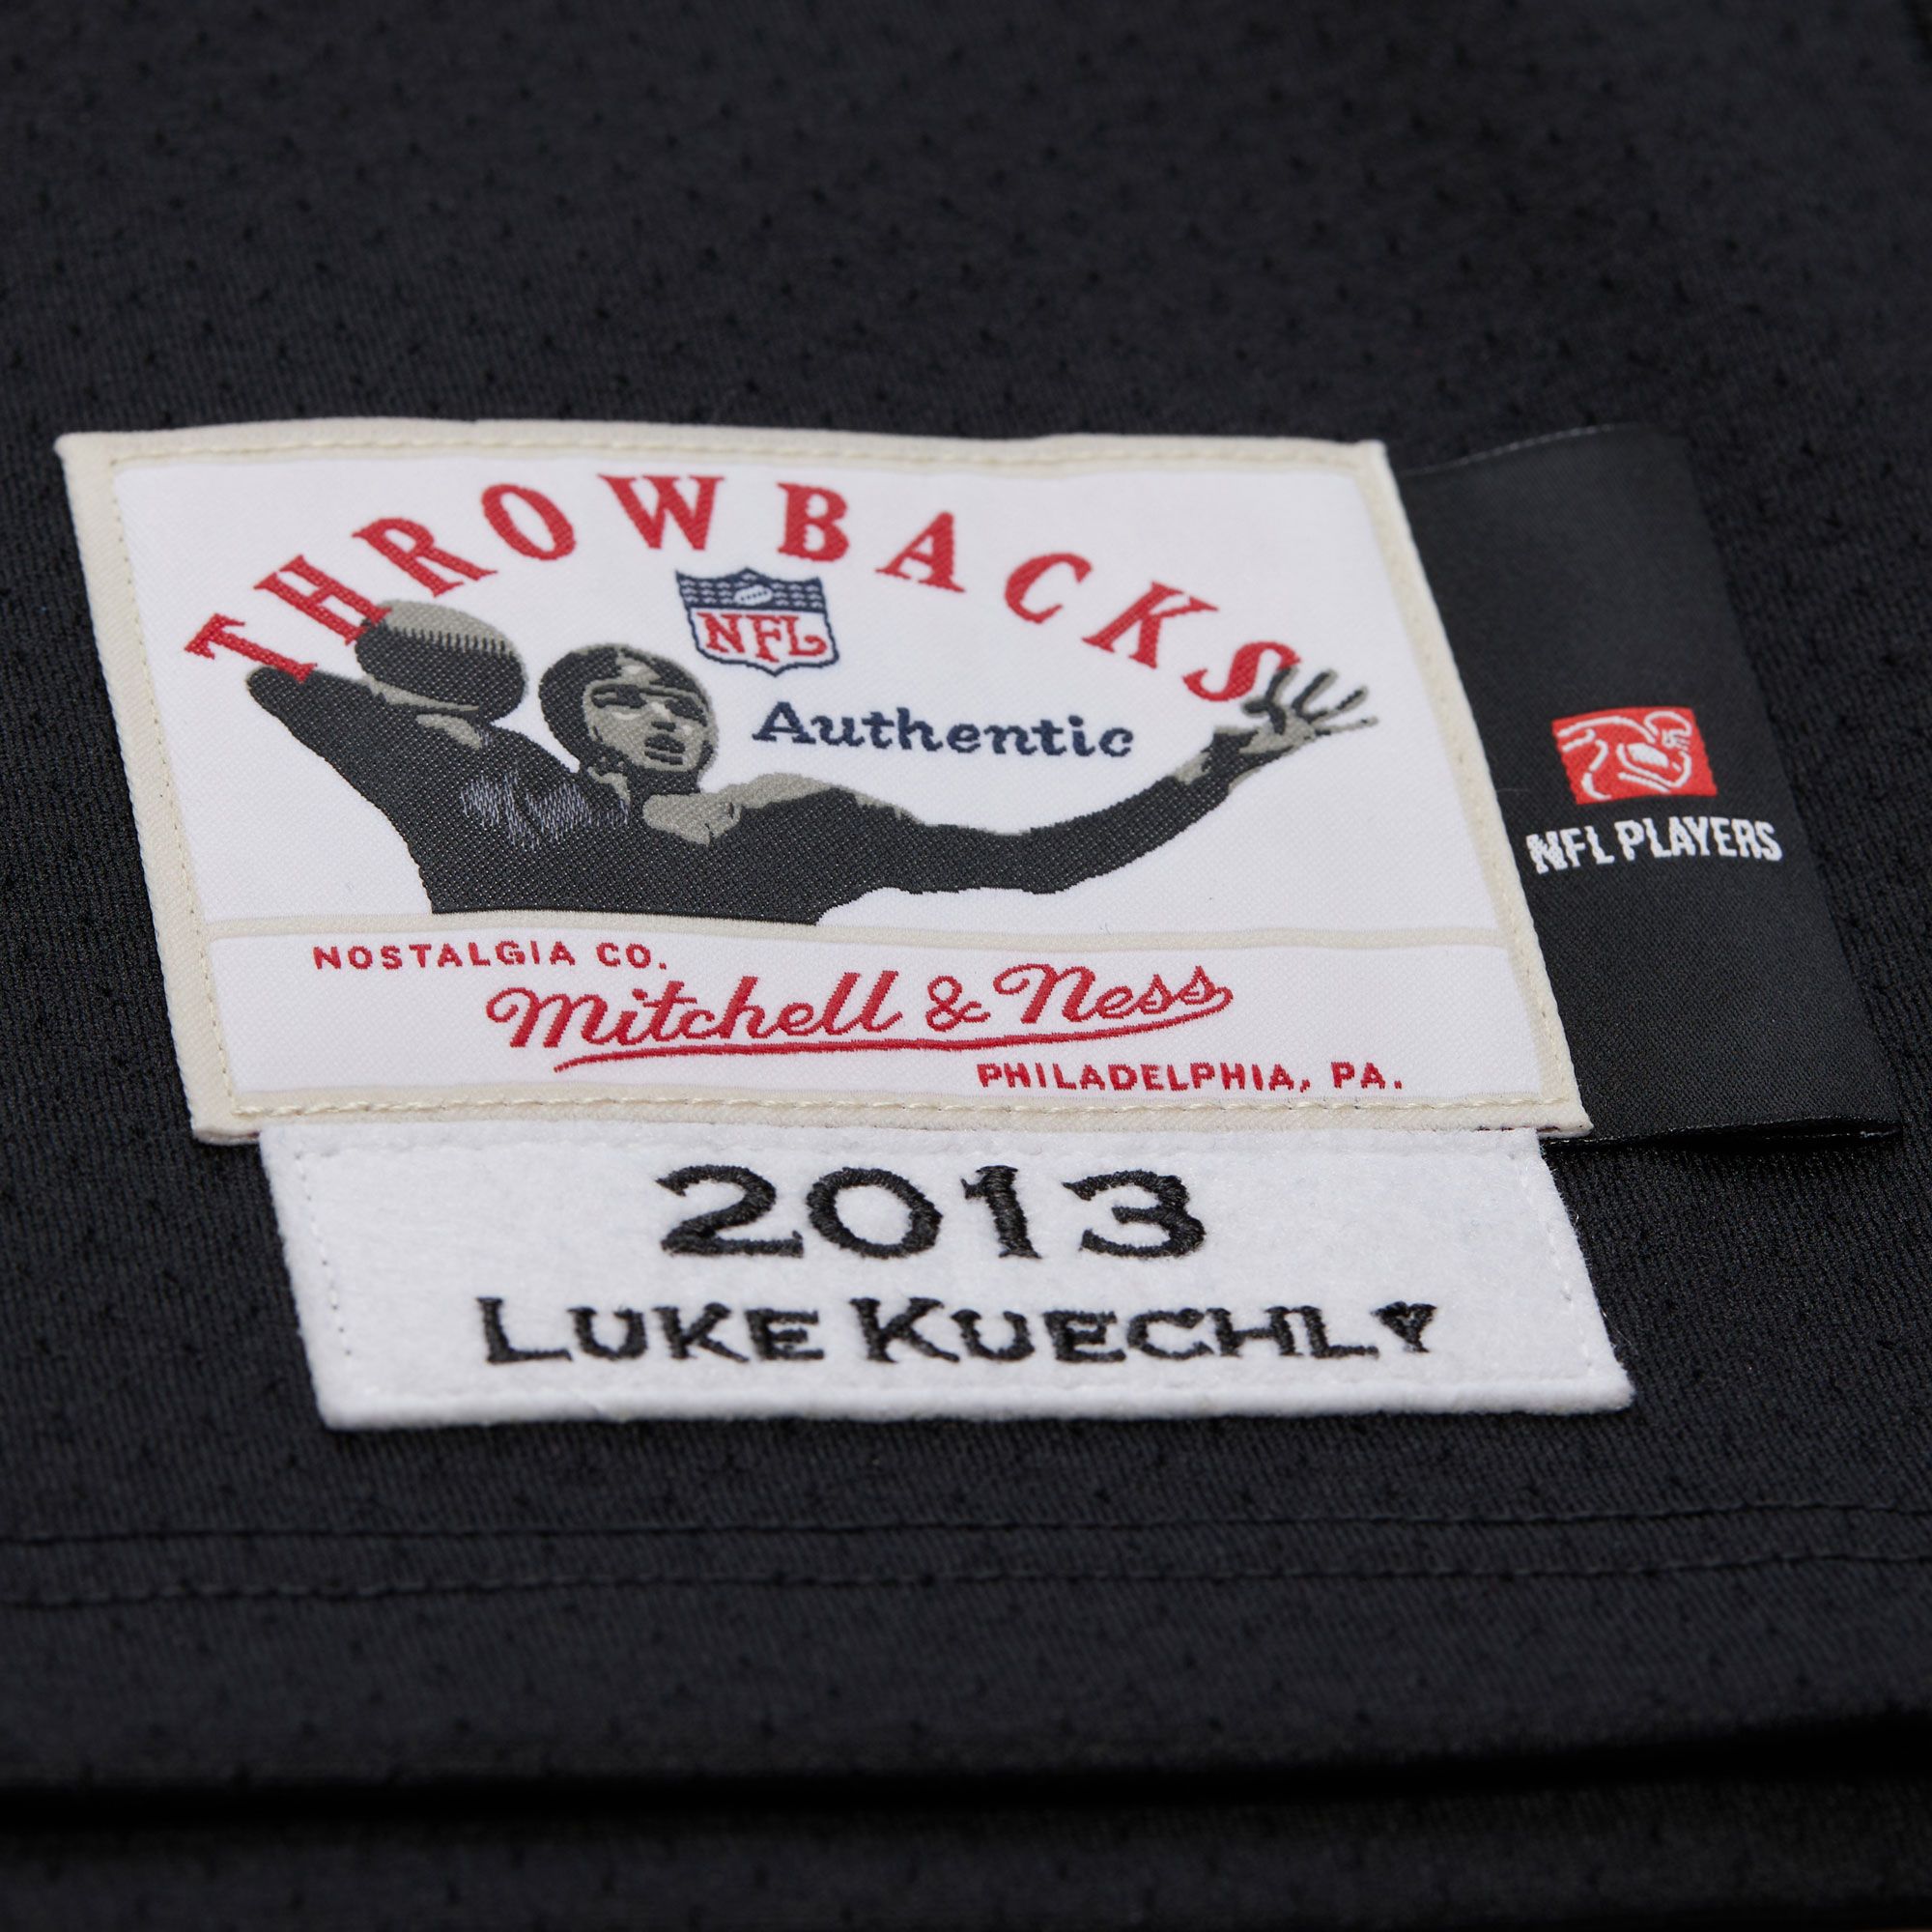 THROWBACKS
NFL
Authentic
NFL PLAYERS
NOSTALGIA CO.
Mitchell & Ness
PHILADELPHIA, PA.
2013
LUKE KUECHLY